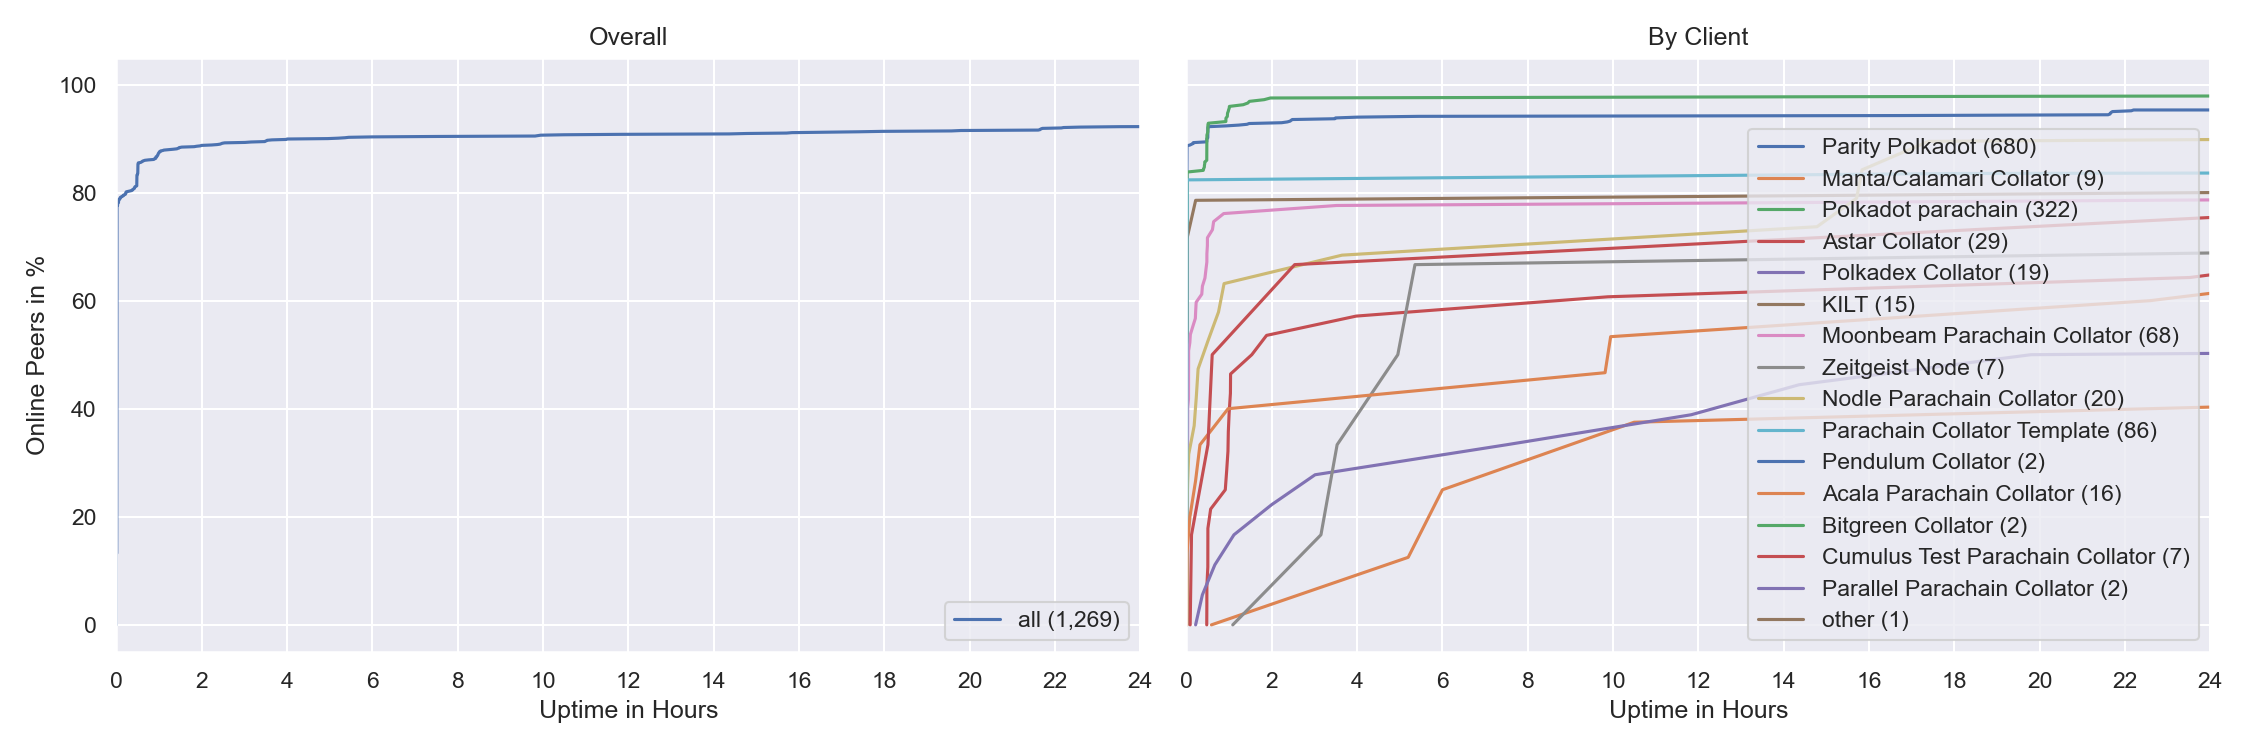 Overall
By Client
Online Peers in %
100
80
60
40
20
0
0 2 4 6 8 10 12 14 16 18 20 22 24
Uptime in Hours
all (1,269)
0 2 4 6 8 10 12 14 16 18 20 22 24
Uptime in Hours
Parity Polkadot (680)
Manta/Calamari Collator (9)
Polkadot parachain (322)
Astar Collator (29)
Polkadex Collator (19)
KILT (15)
Moonbeam Parachain Collator (68)
Zeitgeist Node (7)
Nodle Parachain Collator (20)
Parachain Collator Template (86)
Pendulum Collator (2)
Acala Parachain Collator (16)
Bitgreen Collator (2)
Cumulus Test Parachain Collator (7)
Parallel Parachain Collator (2)
other (1)